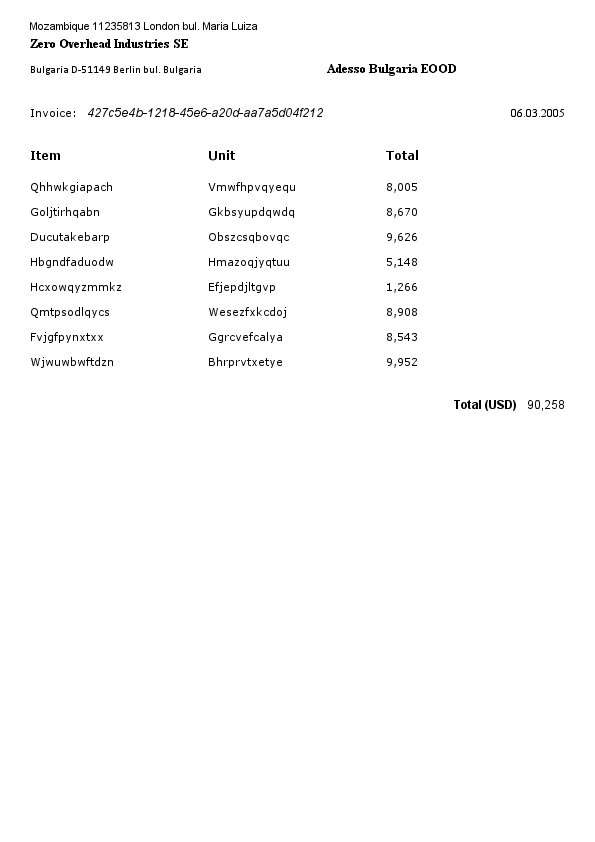 Mozambique 11235813 London bul. Maria Luiza
Zero Overhead Industries SE
Bulgaria D-51149 Berlin bul. Bulgaria Adesso Bulgaria EOOD
Invoice: 427c5e4b-1218-45e6-a20d-aa7a5d04f212 06.03.2005
Item Unit Total
Qhhwkgiapach Vmwfhpvqyequ 8,005
Goljtirhqabn Gkbsyupdqwdq 8,670
Ducutakebarp Obszcsqbovqc 9,626
Hbgndfaduodw Hmazoqjyqtuu 5,148
Hcxowqyzmmkz Efjepdjltgvp 1,266
Qmtpsodlqycs Wesezfxkcdoj 8,908
Fvjgfpynxtxx Ggrcvefcalya 8,543
Wjwuwbwftdzn Bhrprvtxetye 9,952
Total (USD) 90,258